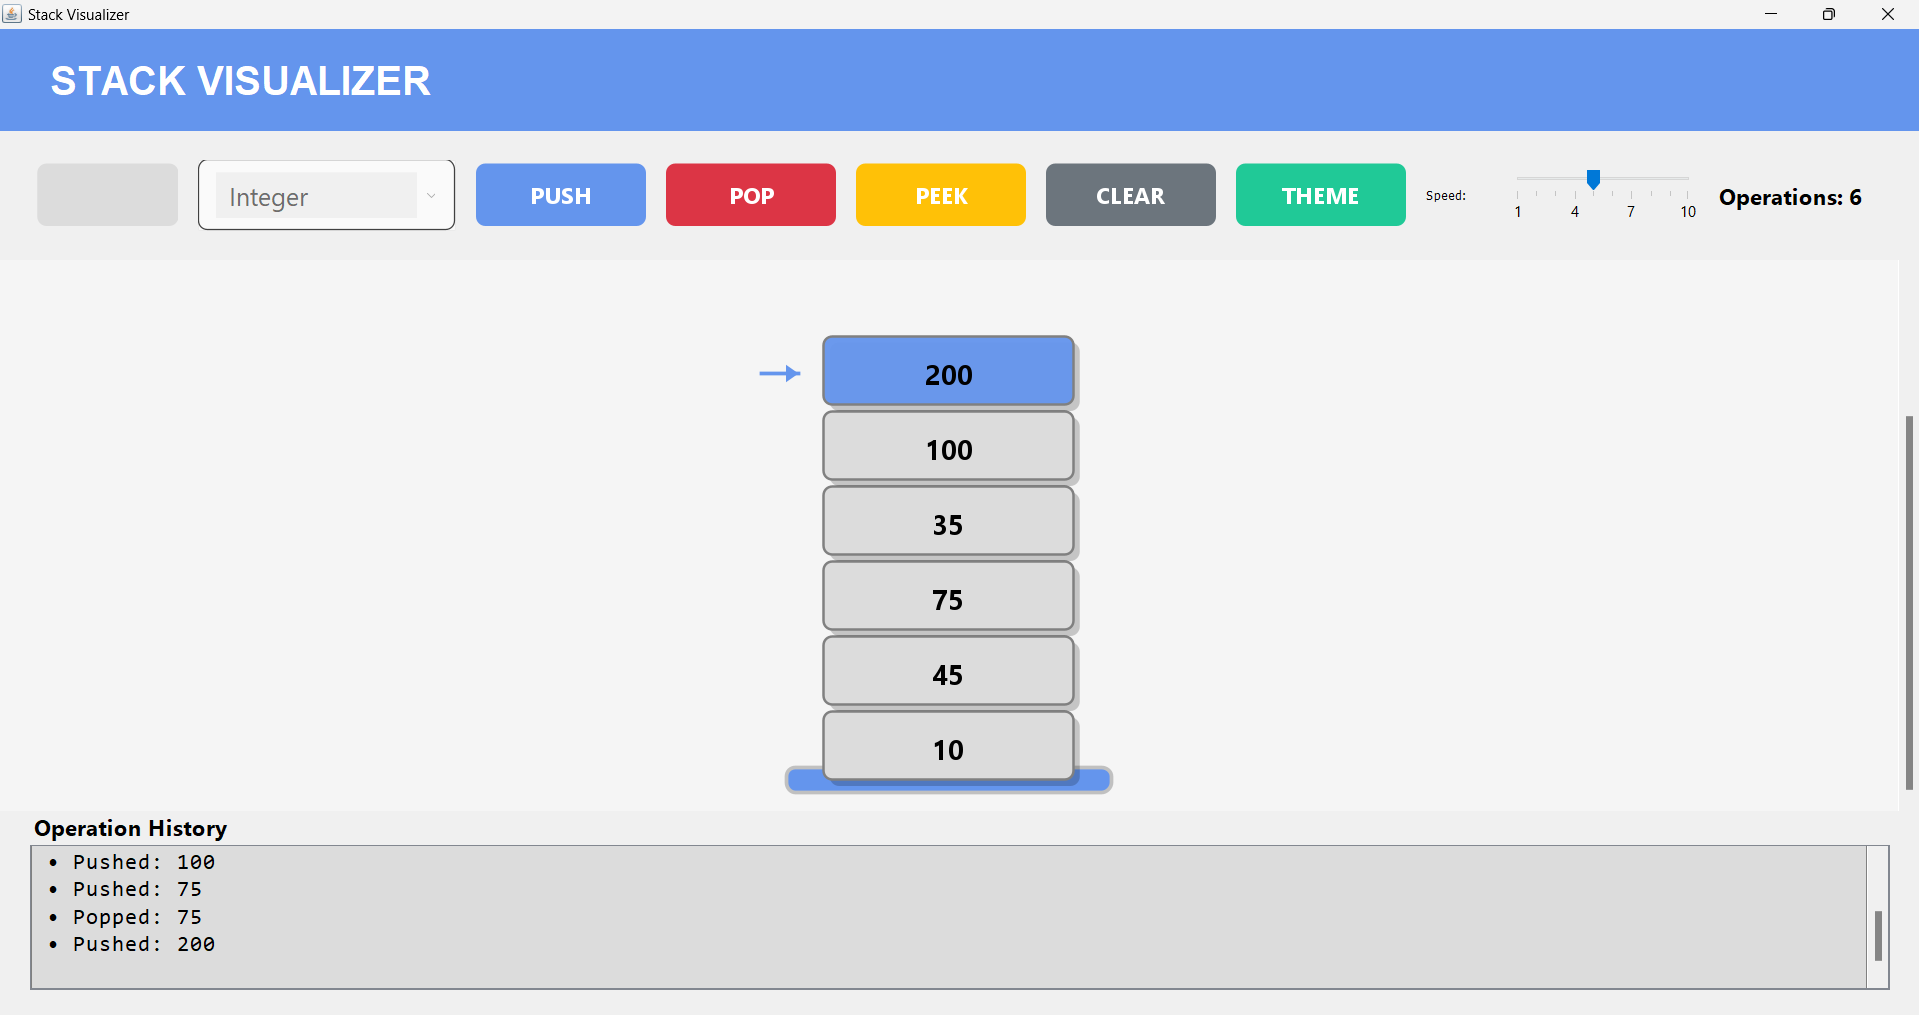 Stack Visualizer
STACK VISUALIZER
Integer
PUSH
POP
PEEK
CLEAR
THEME
Speed:
1 4 7 10
Operations: 6
200
100
35
75
45
10
Operation History
• Pushed: 100
• Pushed: 75
• Popped: 75
• Pushed: 200